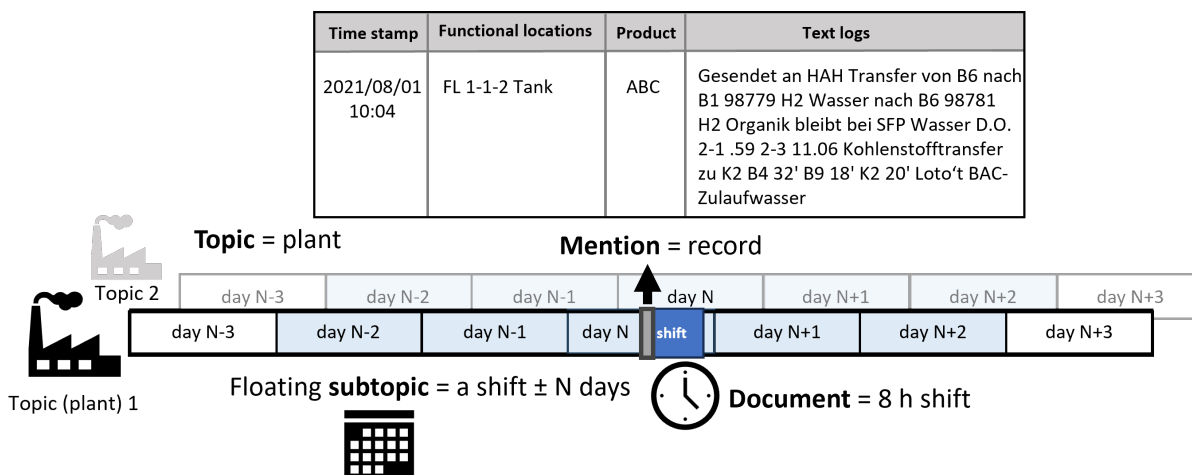 Time stamp Functional locations Product Text logs
2021/08/01 FL 1-1-2 Tank ABC Gesendet an HAH Transfer von B6 nach
10:04 B1 98779 H2 Wasser nach B6 98781
H2 Organik bleibt bei SFP Wasser D.O.
2-1 .59 2-3 11.06 Kohlenstofftransfer
zu K2 B4 32' B9 18' K2 20' Loto‘t BAC-
Zulaufwasser
Topic = plant
Mention = record
Topic 2
day N-3 day N-2 day N-1 day N day N+1 day N+2 day N+3
day N-3 day N-2 day N-1 day N shift day N+1 day N+2 day N+3
Floating subtopic = a shift ± N days
Document = 8 h shift
Topic (plant) 1